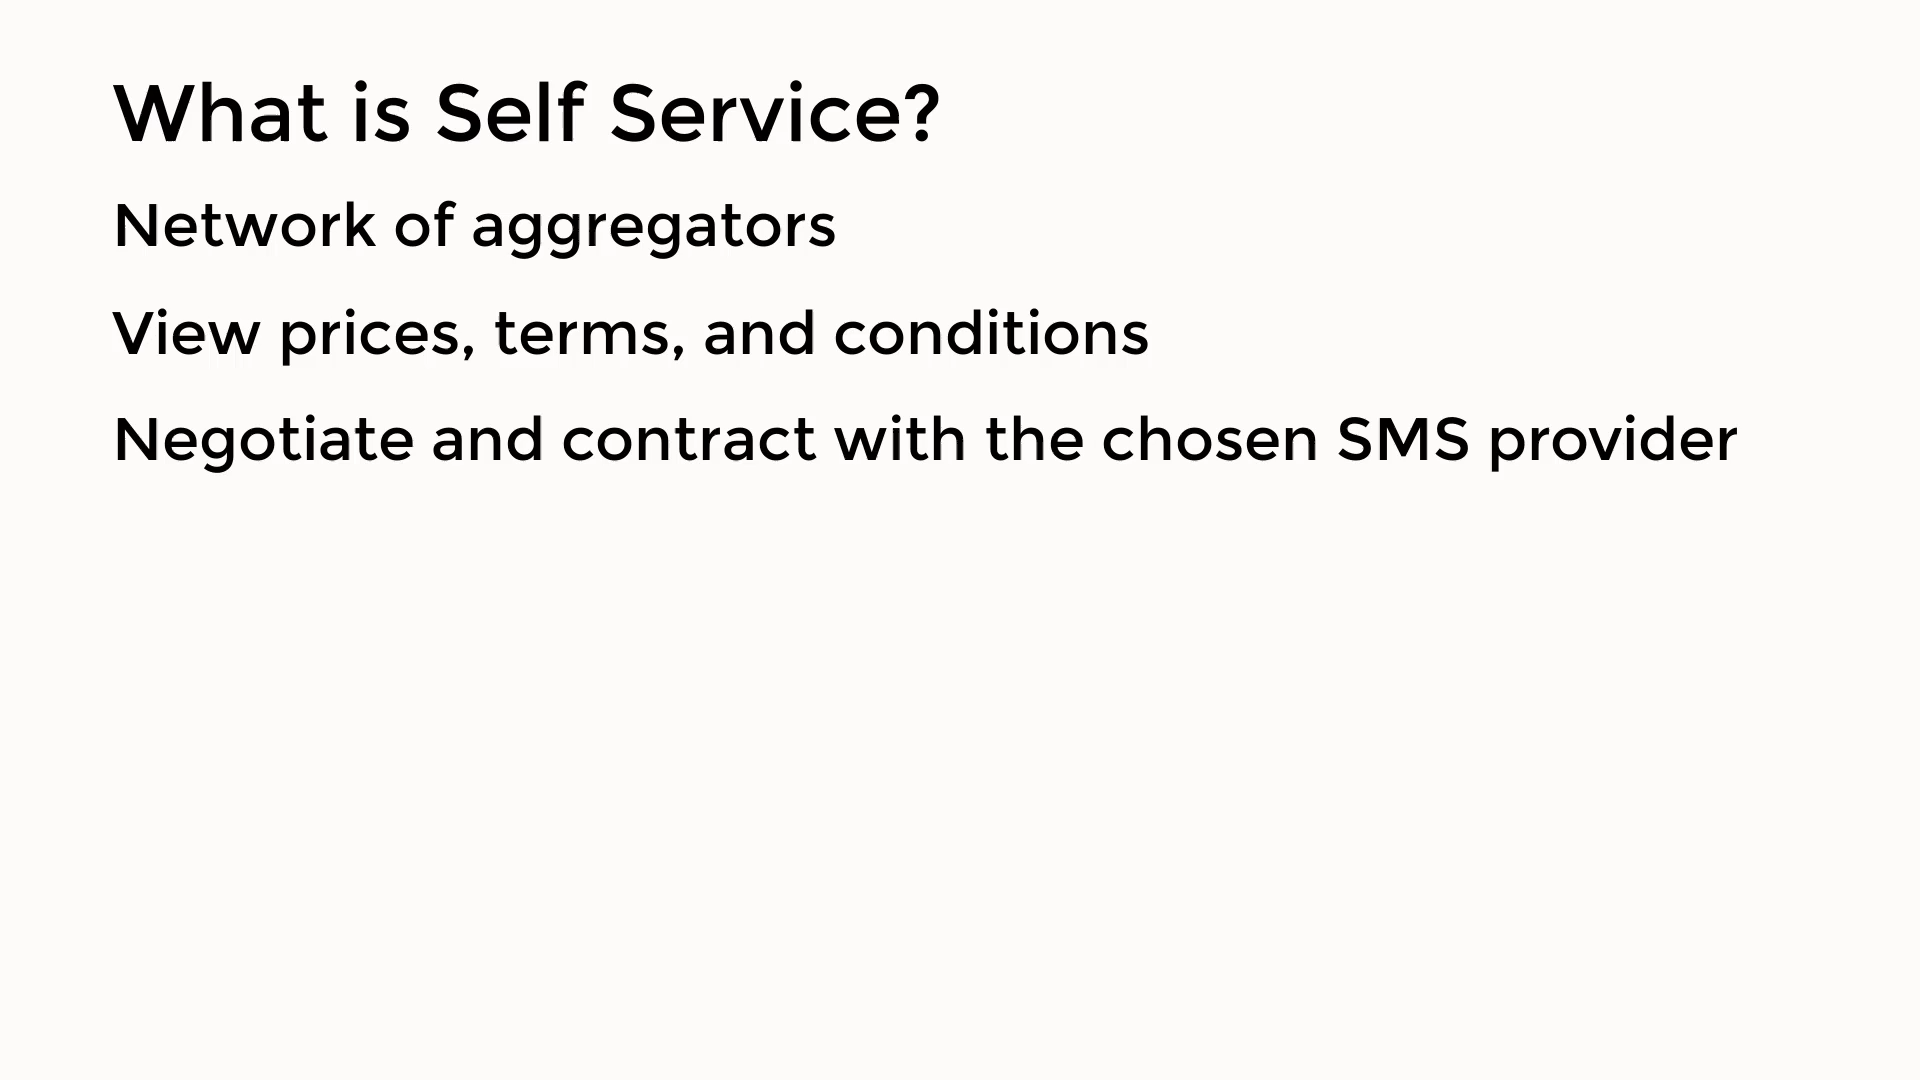 What is Self Service?
Network of aggregators
View prices, terms, and conditions
Negotiate and contract with the chosen SMS provider